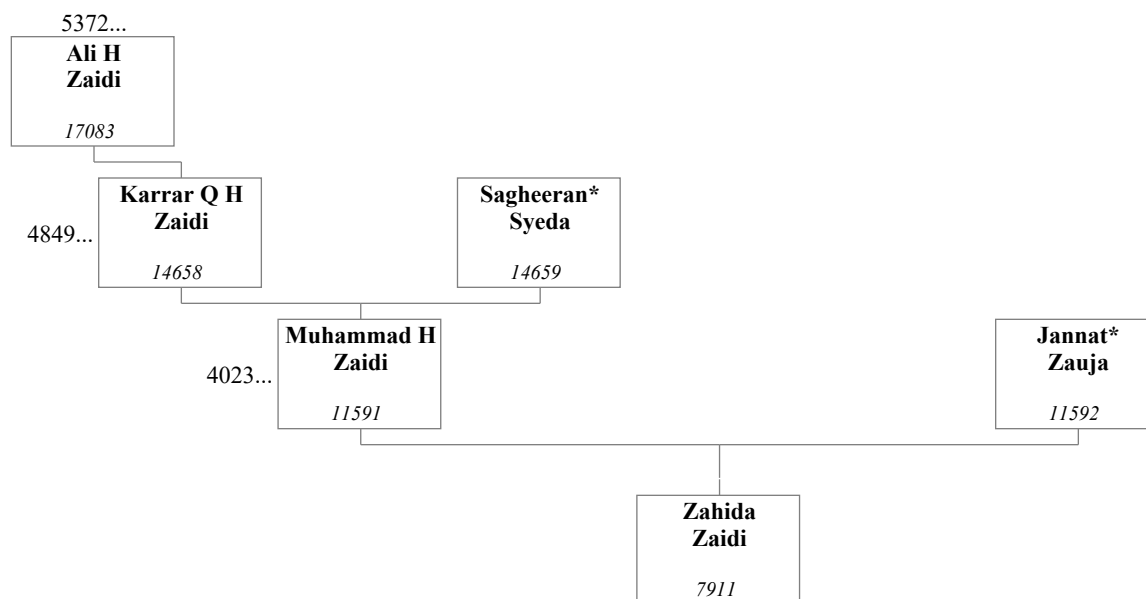 5372...
Ali H
Zaidi
17083
Karrar Q H
Zaidi
14658
4849...
Sagheeran*
Syeda
14659
Muhammad H
Zaidi
11591
4023...
Jannat*
Zauja
11592
Zahida
Zaidi
7911